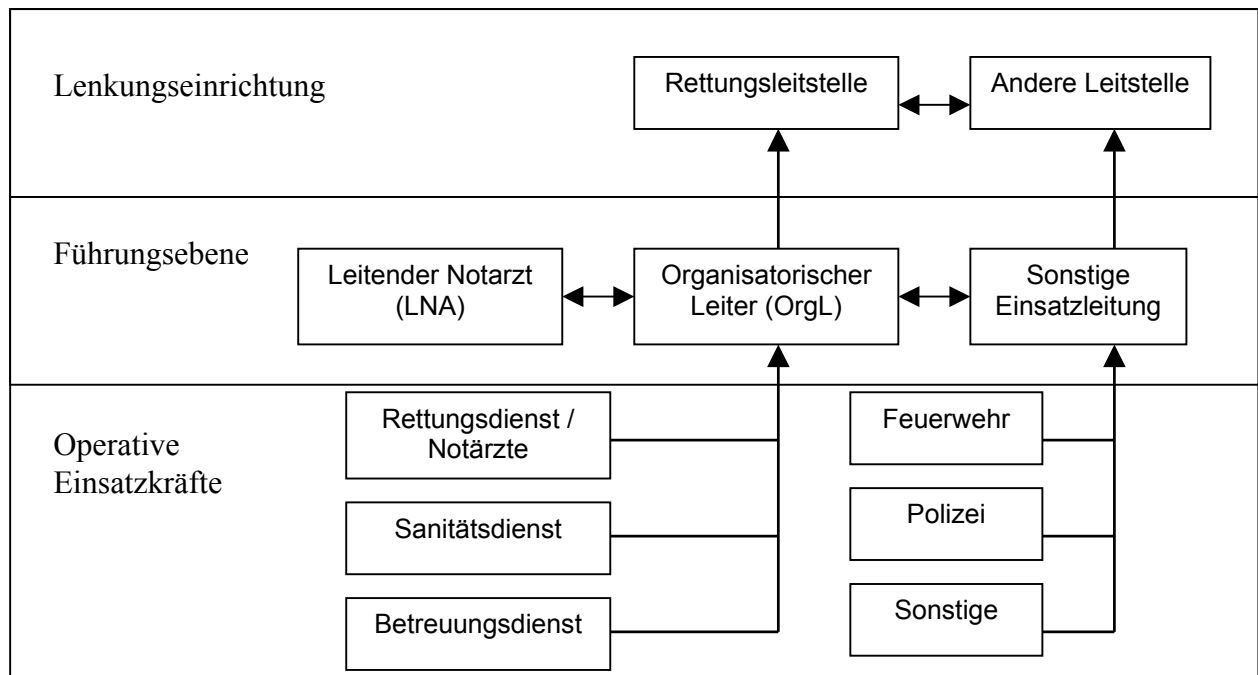 Lenkungseinrichtung
Rettungsleitstelle
Andere Leitstelle
Führungsebene
Leitender Notarzt
(LNA)
Organisatorischer
Leiter (OrgL)
Sonstige
Einsatzleitung
Operative
Einsatzkräfte
Rettungsdienst /
Notärzte
Sanitätsdienst
Betreuungsdienst
Feuerwehr
Polizei
Sonstige